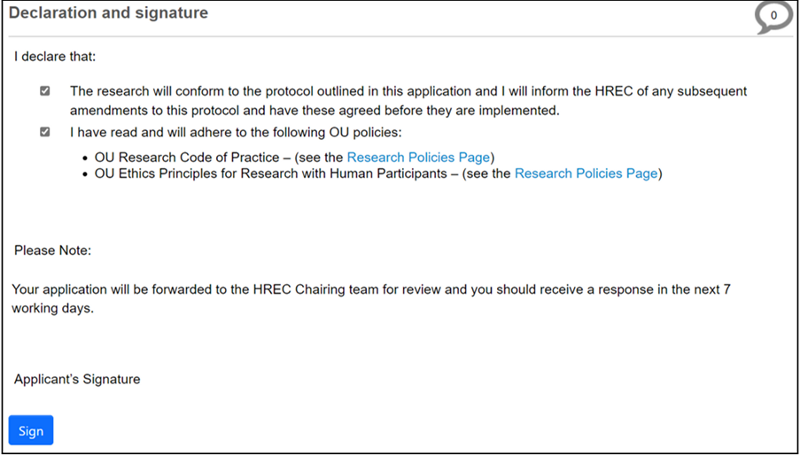 Declaration and signature
0
I declare that:
The research will conform to the protocol outlined in this application and I will inform the HREC of any subsequent
amendments to this protocol and have these agreed before they are implemented.
I have read and will adhere to the following OU policies:
• OU Research Code of Practice – (see the Research Policies Page)
• OU Ethics Principles for Research with Human Participants – (see the Research Policies Page)
Please Note:
Your application will be forwarded to the HREC Chairing team for review and you should receive a response in the next 7
working days.
Applicant's Signature
Sign